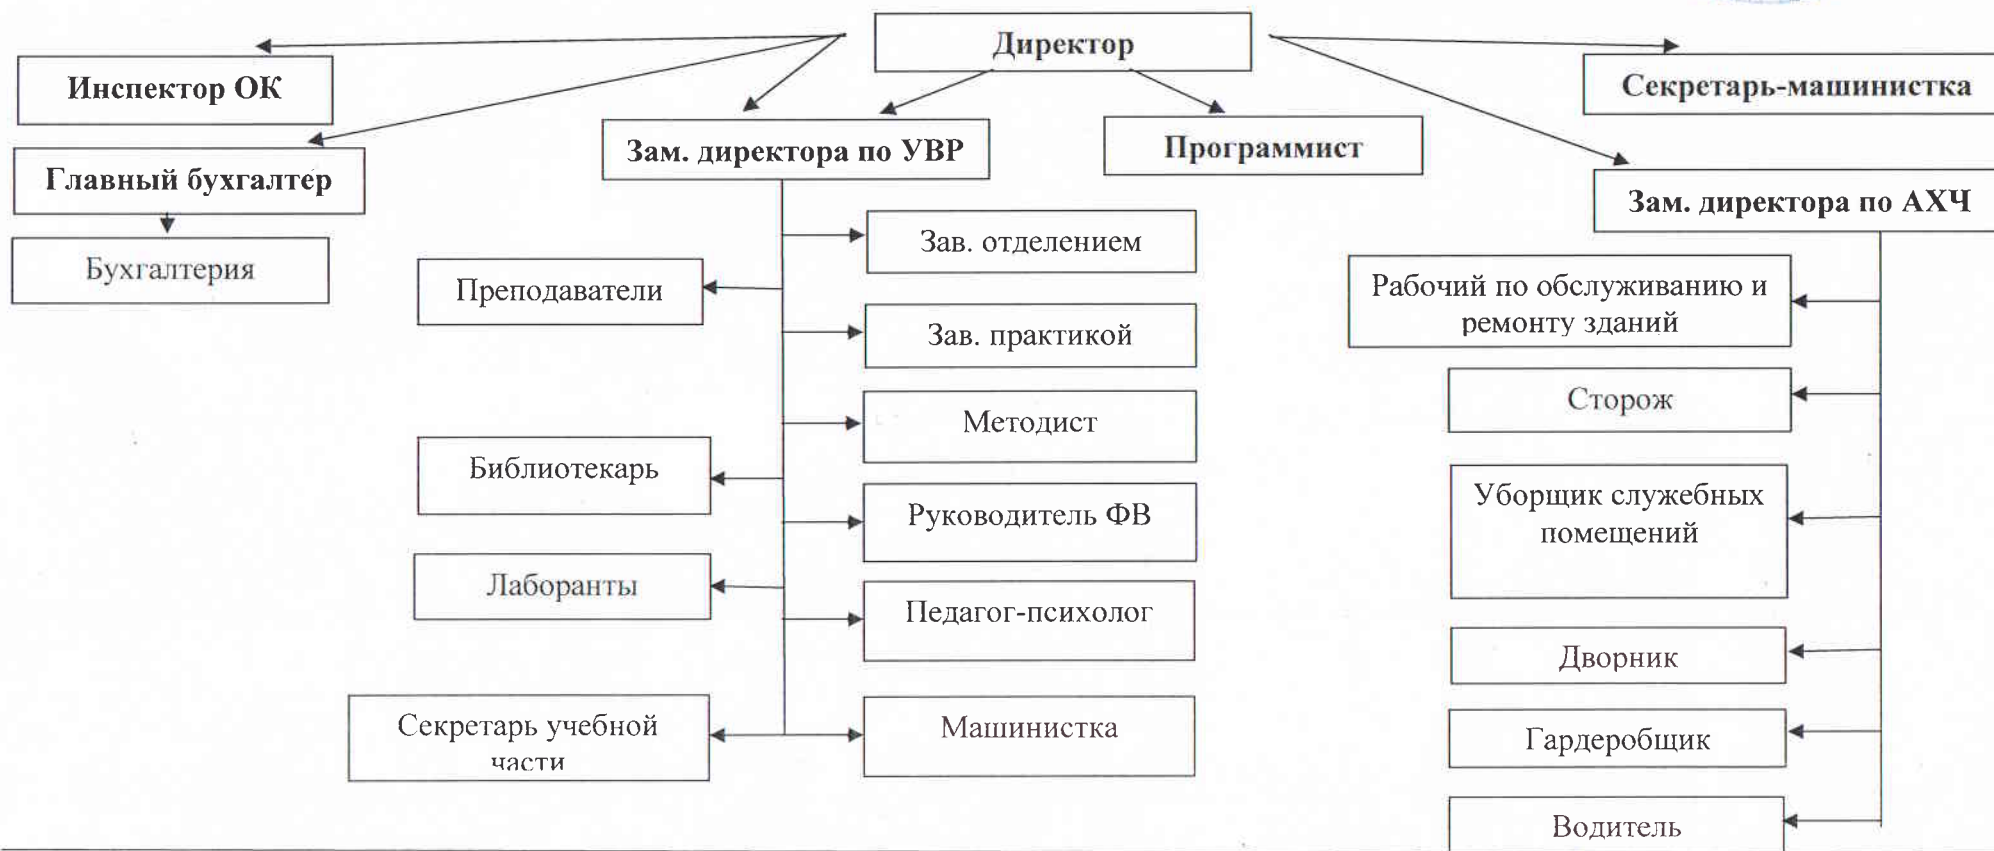 Директор
Инспектор ОК
Секретарь-машинистка
Главный бухгалтер
Зам. директора по УВР
Программист
Зам. директора по АХЧ
Бухгалтерия
Зав. отделением
Преподаватели
Рабочий по обслуживанию и
ремонту зданий
Зав. практикой
Сторож
Методист
Библиотекарь
Уборщик служебных
помещений
Руководитель ФВ
Лаборанты
Педагог-психолог
Дворник
Секретарь учебной
части
Машинистка
Гардеробщик
Водитель